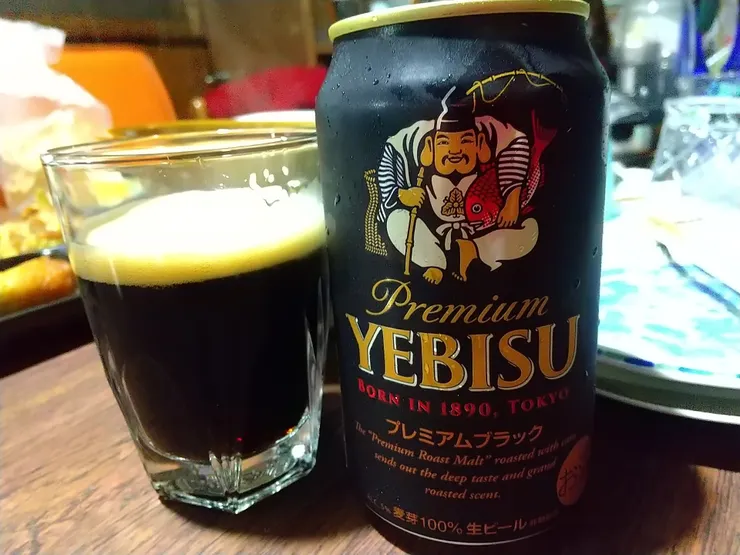 Premium
YEBISU
BORN IN 1890, TOKYO
プレミアムブラック
The "Premium Roast Malt" roasted with care
sends out the deep taste and grand
roasted scent.
麦芽100% 生ビール